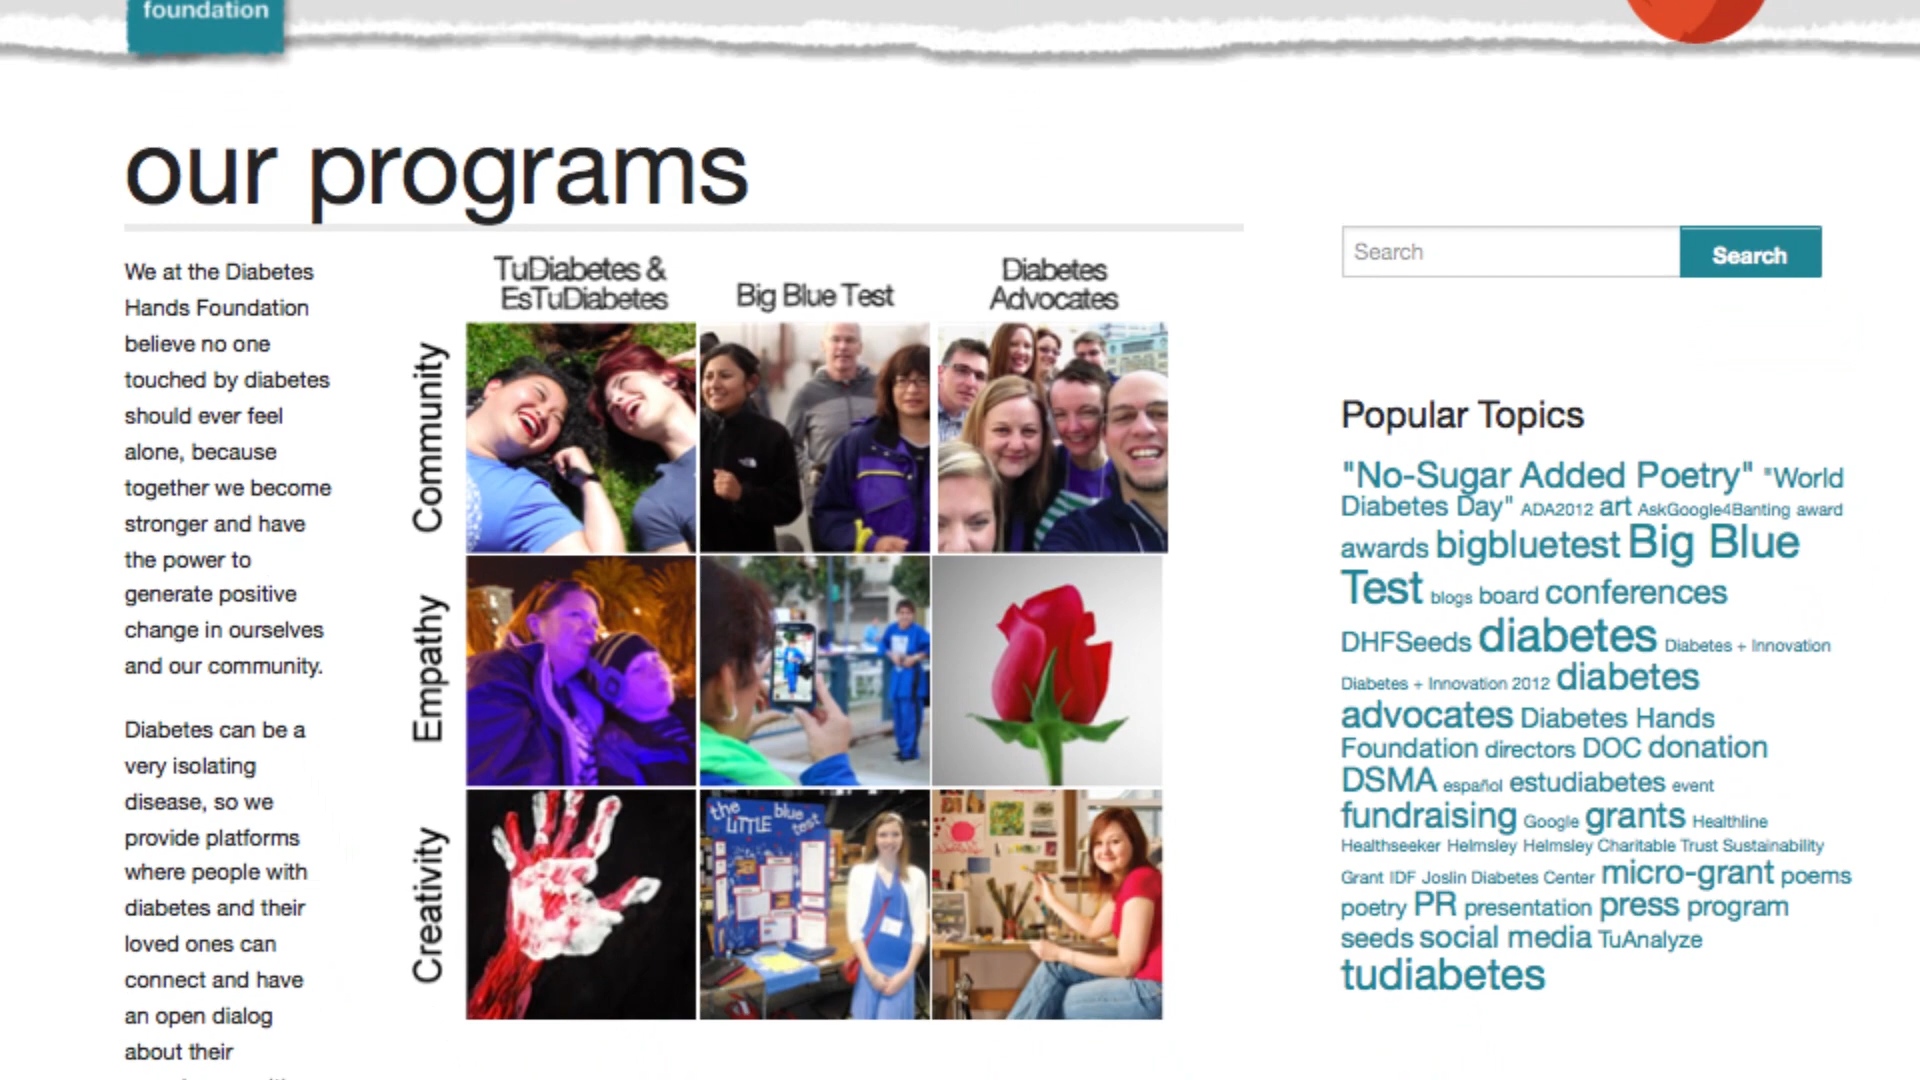 foundation
our programs
We at the Diabetes
Hands Foundation
believe no one
touched by diabetes
should ever feel
alone, because
together we become
stronger and have
the power to
generate positive
change in ourselves
and our community.
Diabetes can be a
very isolating
disease, so we
provide platforms
where people with
diabetes and their
loved ones can
connect and have
an open dialog
about their
TuDiabetes &
EsTuDiabetes
Big Blue Test
Diabetes
Advocates
Community
Empathy
Creativity
the
LITTLE blue
test
Search
Search
Popular Topics
"No-Sugar Added Poetry" "World
Diabetes Day" ADA2012 art AskGoogle4Banting award
awards bigbluetest Big Blue
Test blogs board conferences
DHFSeeds diabetes Diabetes + Innovation
Diabetes + Innovation 2012 diabetes
advocates Diabetes Hands
Foundation directors DOC donation
DSMA español estudiabetes event
fundraising Google grants Healthline
Healthseeker Helmsley Helmsley Charitable Trust Sustainability
Grant IDF Joslin Diabetes Center micro-grant poems
poetry PR presentation press program
seeds social media TuAnalyze
tudiabetes